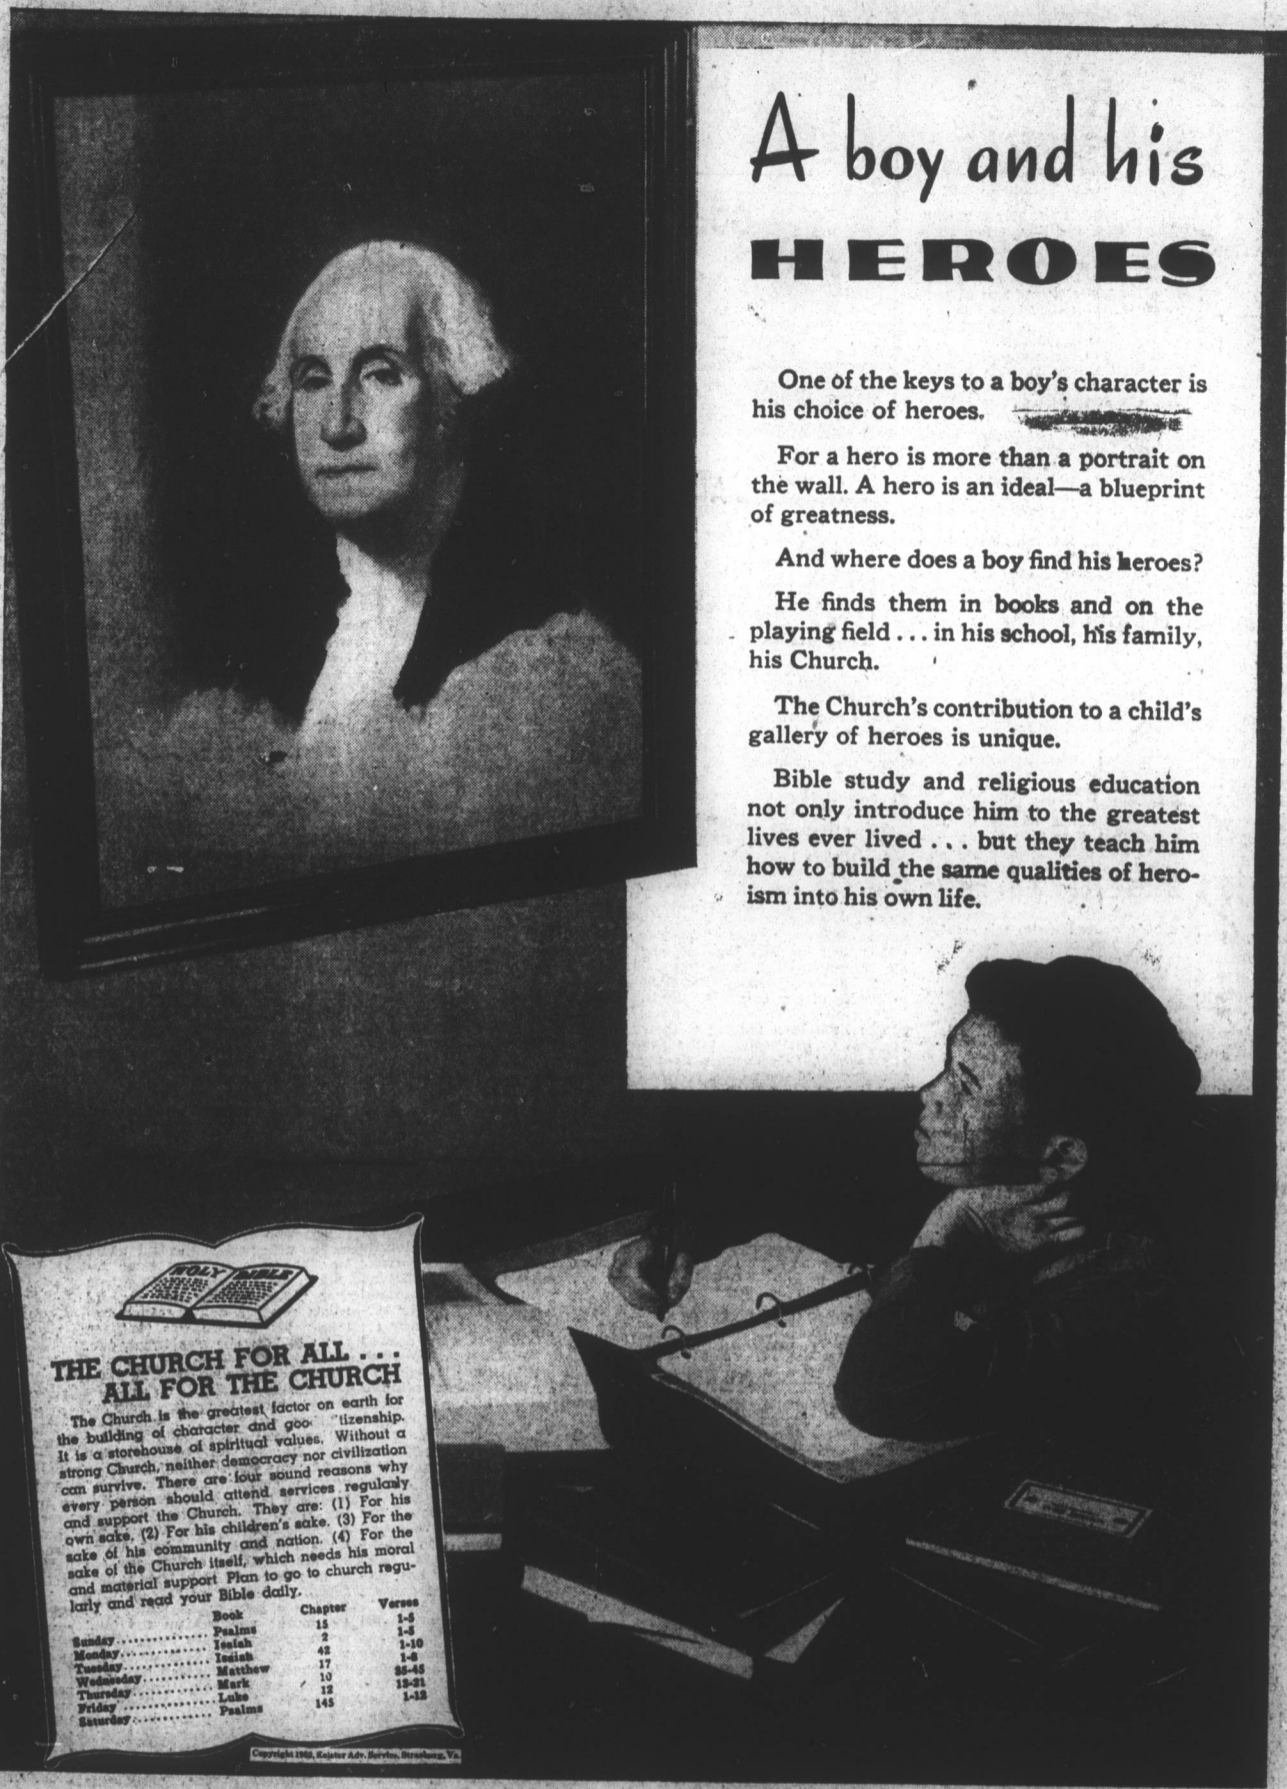 A boy and his
HEROES
One of the keys to a boy's character is
his choice of heroes.
For a hero is more than a portrait on
the wall. A hero is an ideal—a blueprint
of greatness.
And where does a boy find his heroes?
He finds them in books and on the
playing field . . . in his school, his family,
his Church.
The Church's contribution to a child's
gallery of heroes is unique.
Bible study and religious education
not only introduce him to the greatest
lives ever lived . . . but they teach him
how to build the same qualities of hero-
ism into his own life.
HOLY BIBLE
THE CHURCH FOR ALL . . .
ALL FOR THE CHURCH
The Church is the greatest factor on earth for
the building of character and goo tizenship.
It is a storehouse of spiritual values. Without a
strong Church, neither democracy nor civilization
can survive. There are four sound reasons why
every person should attend services regularly
and support the Church. They are: (1) For his
own sake. (2) For his children's sake. (3) For the
sake of his community and nation. (4) For the
sake of the Church itself, which needs his moral
and material support Plan to go to church regu-
larly and read your Bible daily.
Book Chapter Verses
Sunday Psalms 15 1-5
Monday Isaiah 2 1-5
Tuesday Isaiah 42 1-10
Wednesday Matthew 17 1-8
Thursday Mark 10 35-45
Friday Luke 12 13-21
Saturday Psalms 145 1-12
Copyright Keister Adv. Service, Strasburg, Va.